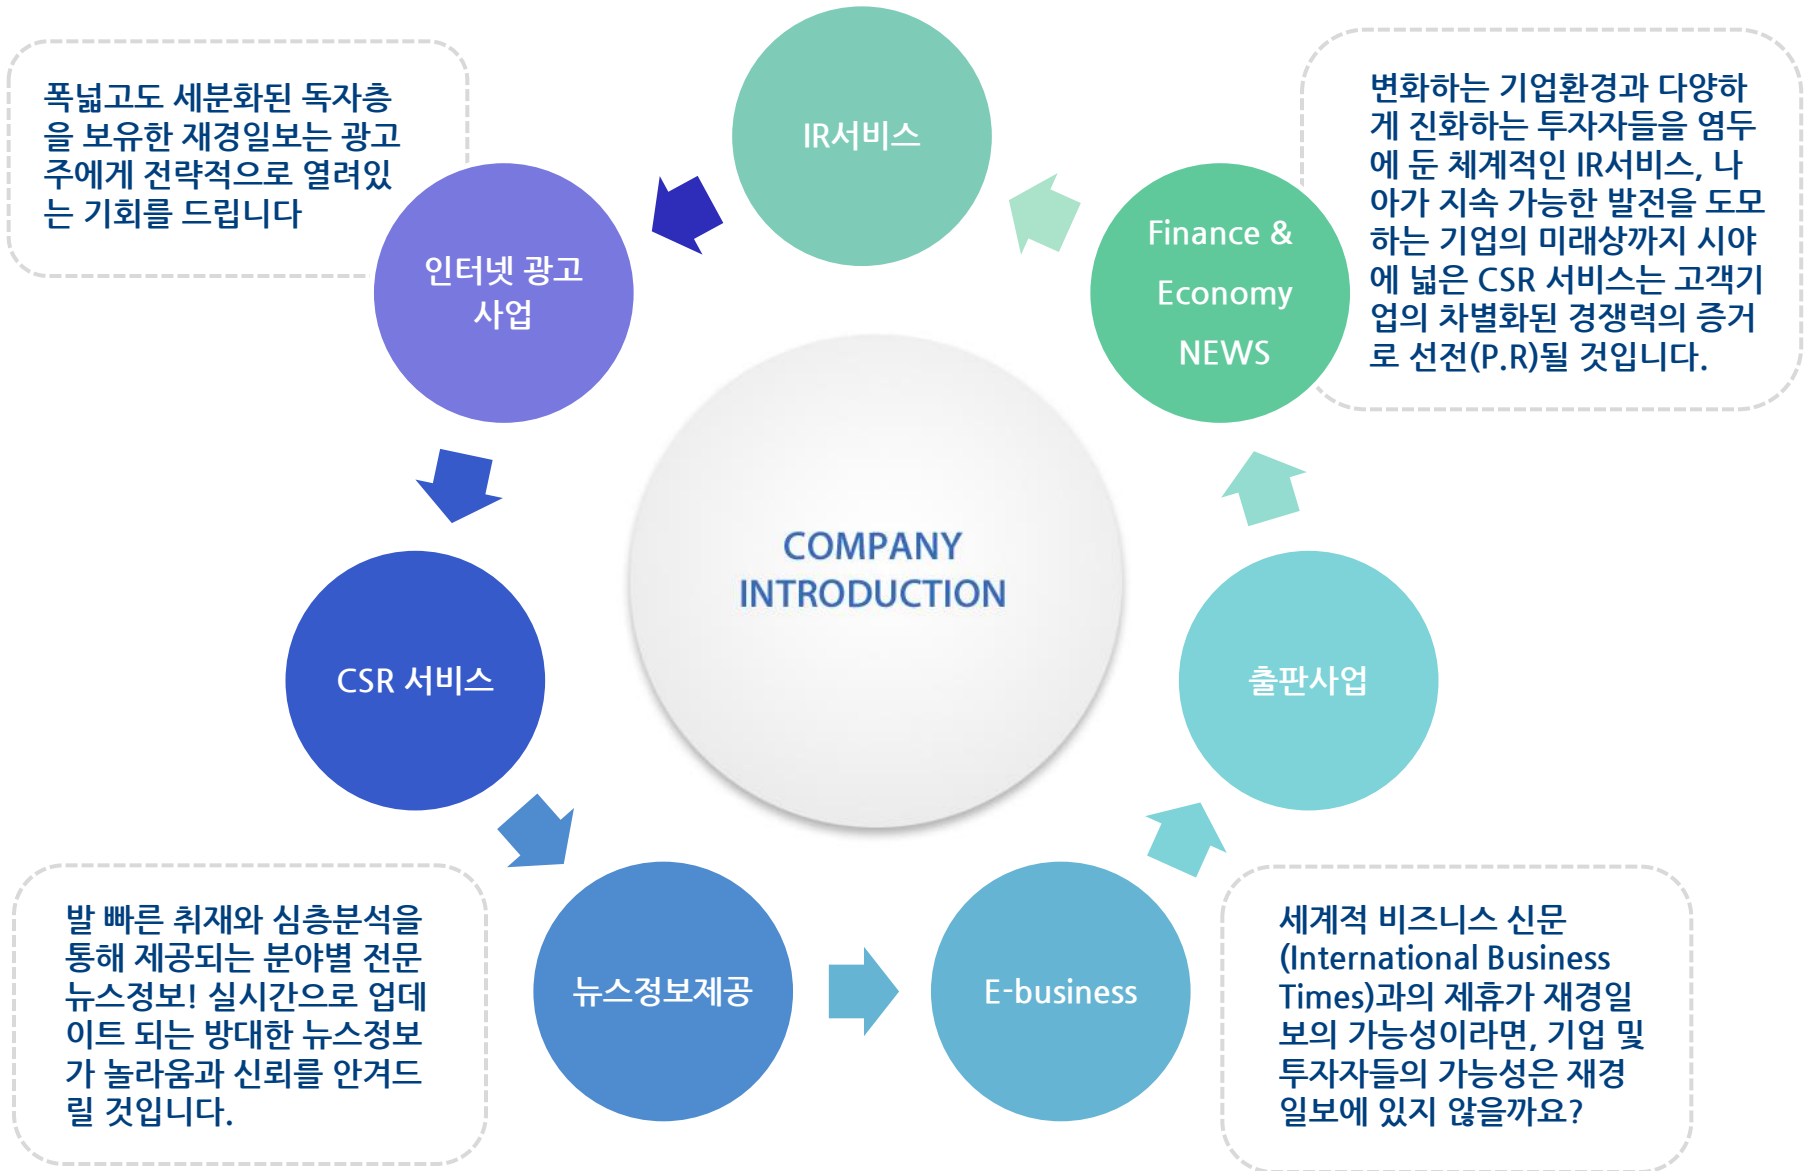 폭넓고도 세분화된 독자층
을 보유한 재경일보는 광고
주에게 전략적으로 열려있
는 기회를 드립니다
IR서비스
변화하는 기업환경과 다양하
게 진화하는 투자자들을 염두
에 둔 체계적인 IR서비스, 나
아가 지속 가능한 발전을 도모
하는 기업의 미래상까지 시야
에 넓은 CSR 서비스는 고객기
업의 차별화된 경쟁력의 증거
로 선전(P.R)될 것입니다.
인터넷 광고
사업
Finance &
Economy
NEWS
COMPANY
INTRODUCTION
CSR 서비스
출판사업
발 빠른 취재와 심층분석을
통해 제공되는 분야별 전문
뉴스정보! 실시간으로 업데
이트 되는 방대한 뉴스정보
가 놀라움과 신뢰를 안겨드
릴 것입니다.
뉴스정보제공
E-business
세계적 비즈니스 신문
(International Business
Times)과의 제휴가 재경일
보의 가능성이라면, 기업 및
투자자들의 가능성은 재경
일보에 있지 않을까요?